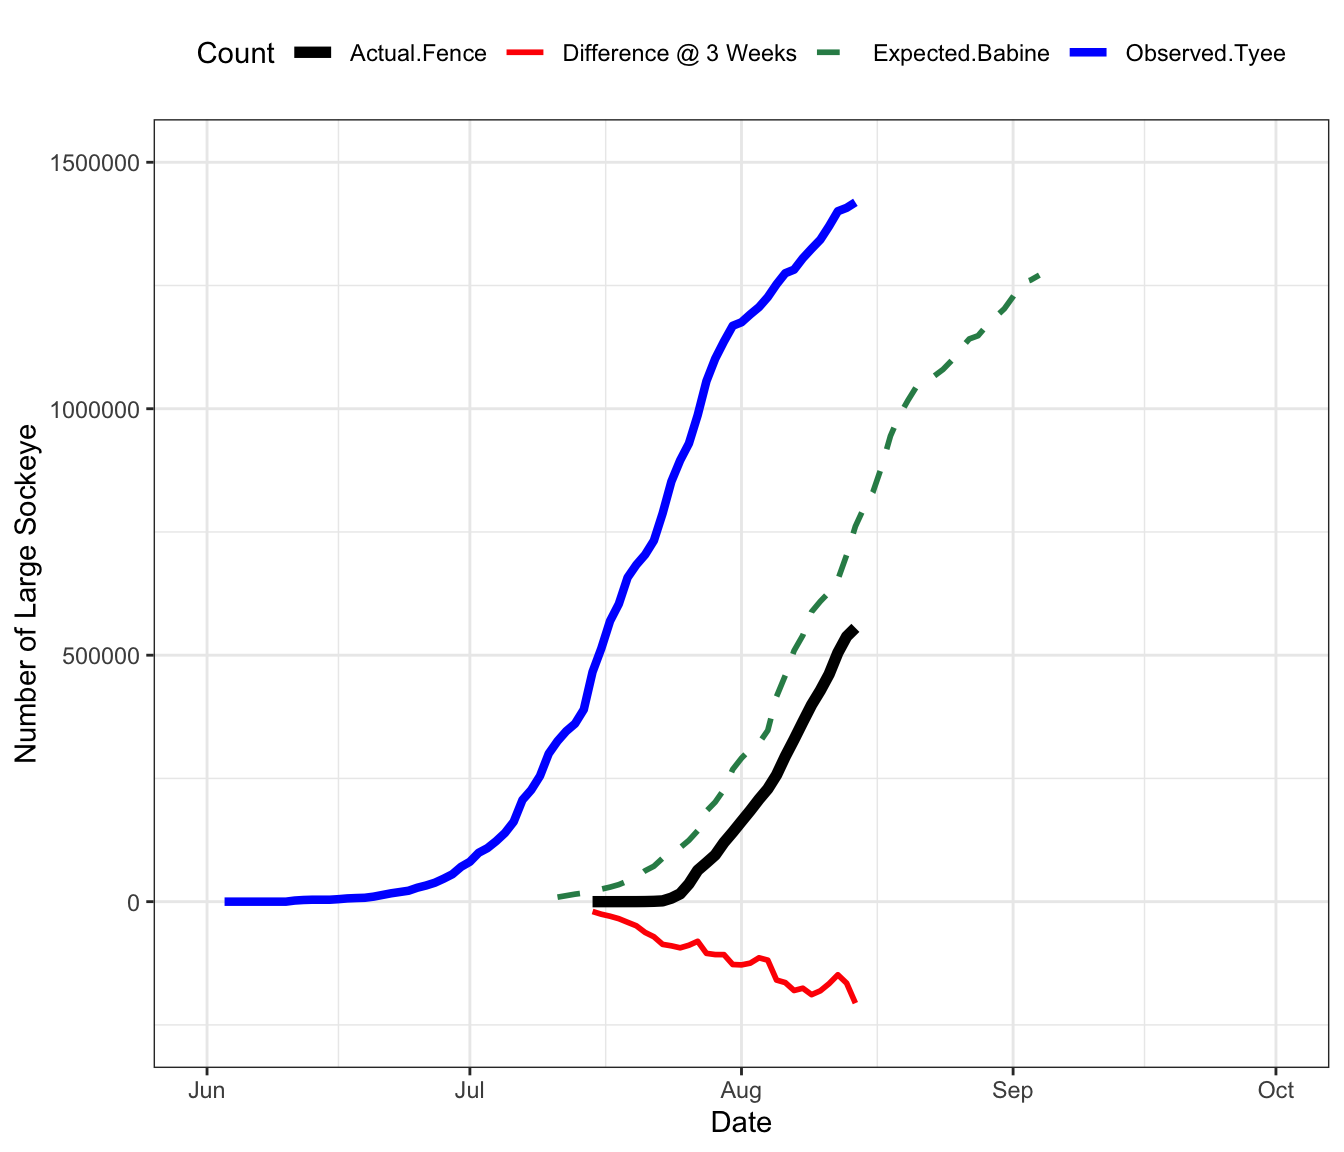 Count Actual.Fence Difference @ 3 Weeks Expected.Babine Observed.Tyee
1500000
1000000
500000
0
Number of Large Sockeye
Jun Jul Aug Sep Oct
Date